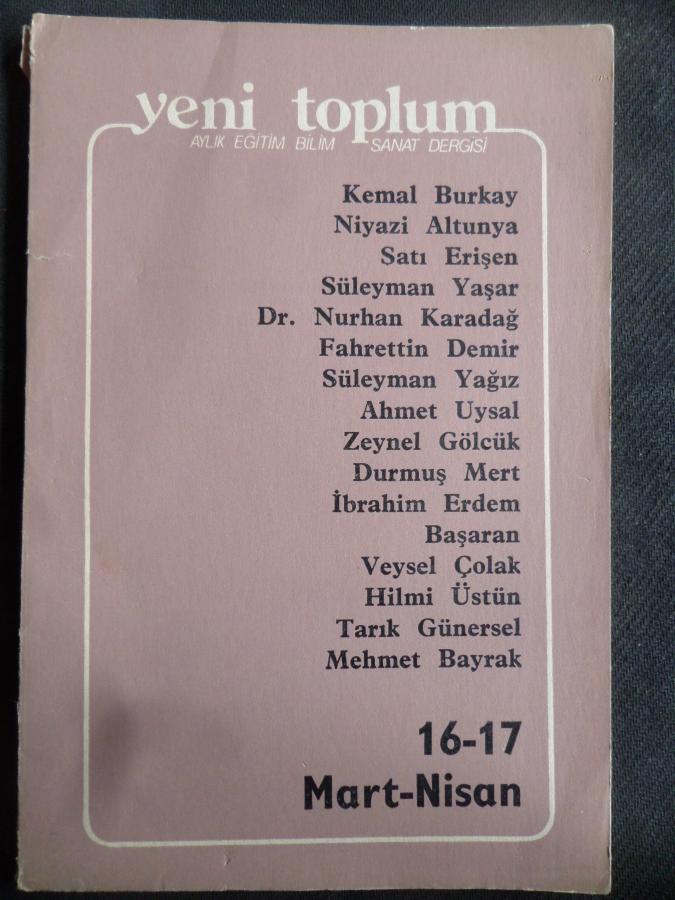 yeni toplum
AYLIK EĞİTİM BİLİM SANAT DERGİSİ
Kemal Burkay
Niyazi Altunya
Satı Erişen
Süleyman Yaşar
Dr. Nurhan Karadağ
Fahrettin Demir
Süleyman Yağız
Ahmet Uysal
Zeynel Gölcük
Durmuş Mert
İbrahim Erdem
Başaran
Veysel Çolak
Hilmi Üstün
Tarık Günersel
Mehmet Bayrak
16-17
Mart-Nisan